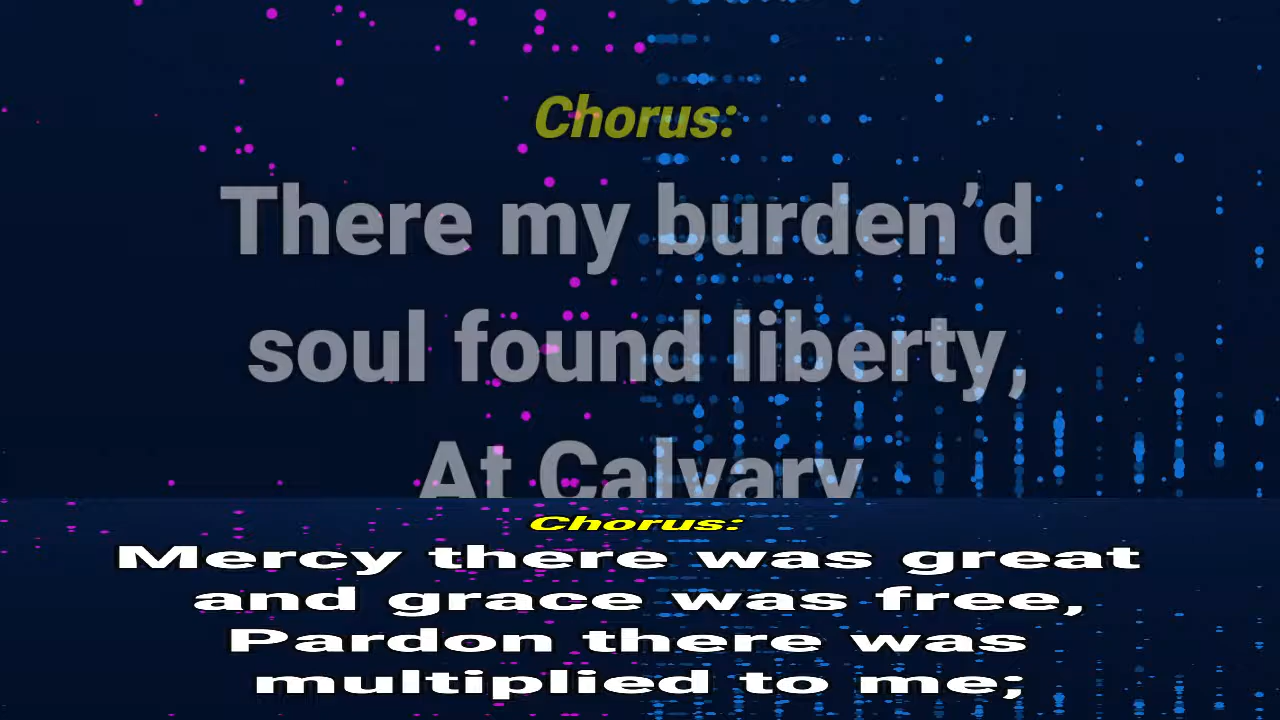 Chorus:
There my burden’d
soul found liberty,
At Calvary
Chorus:
Mercy there was great
and grace was free,
Pardon there was
multiplied to me;